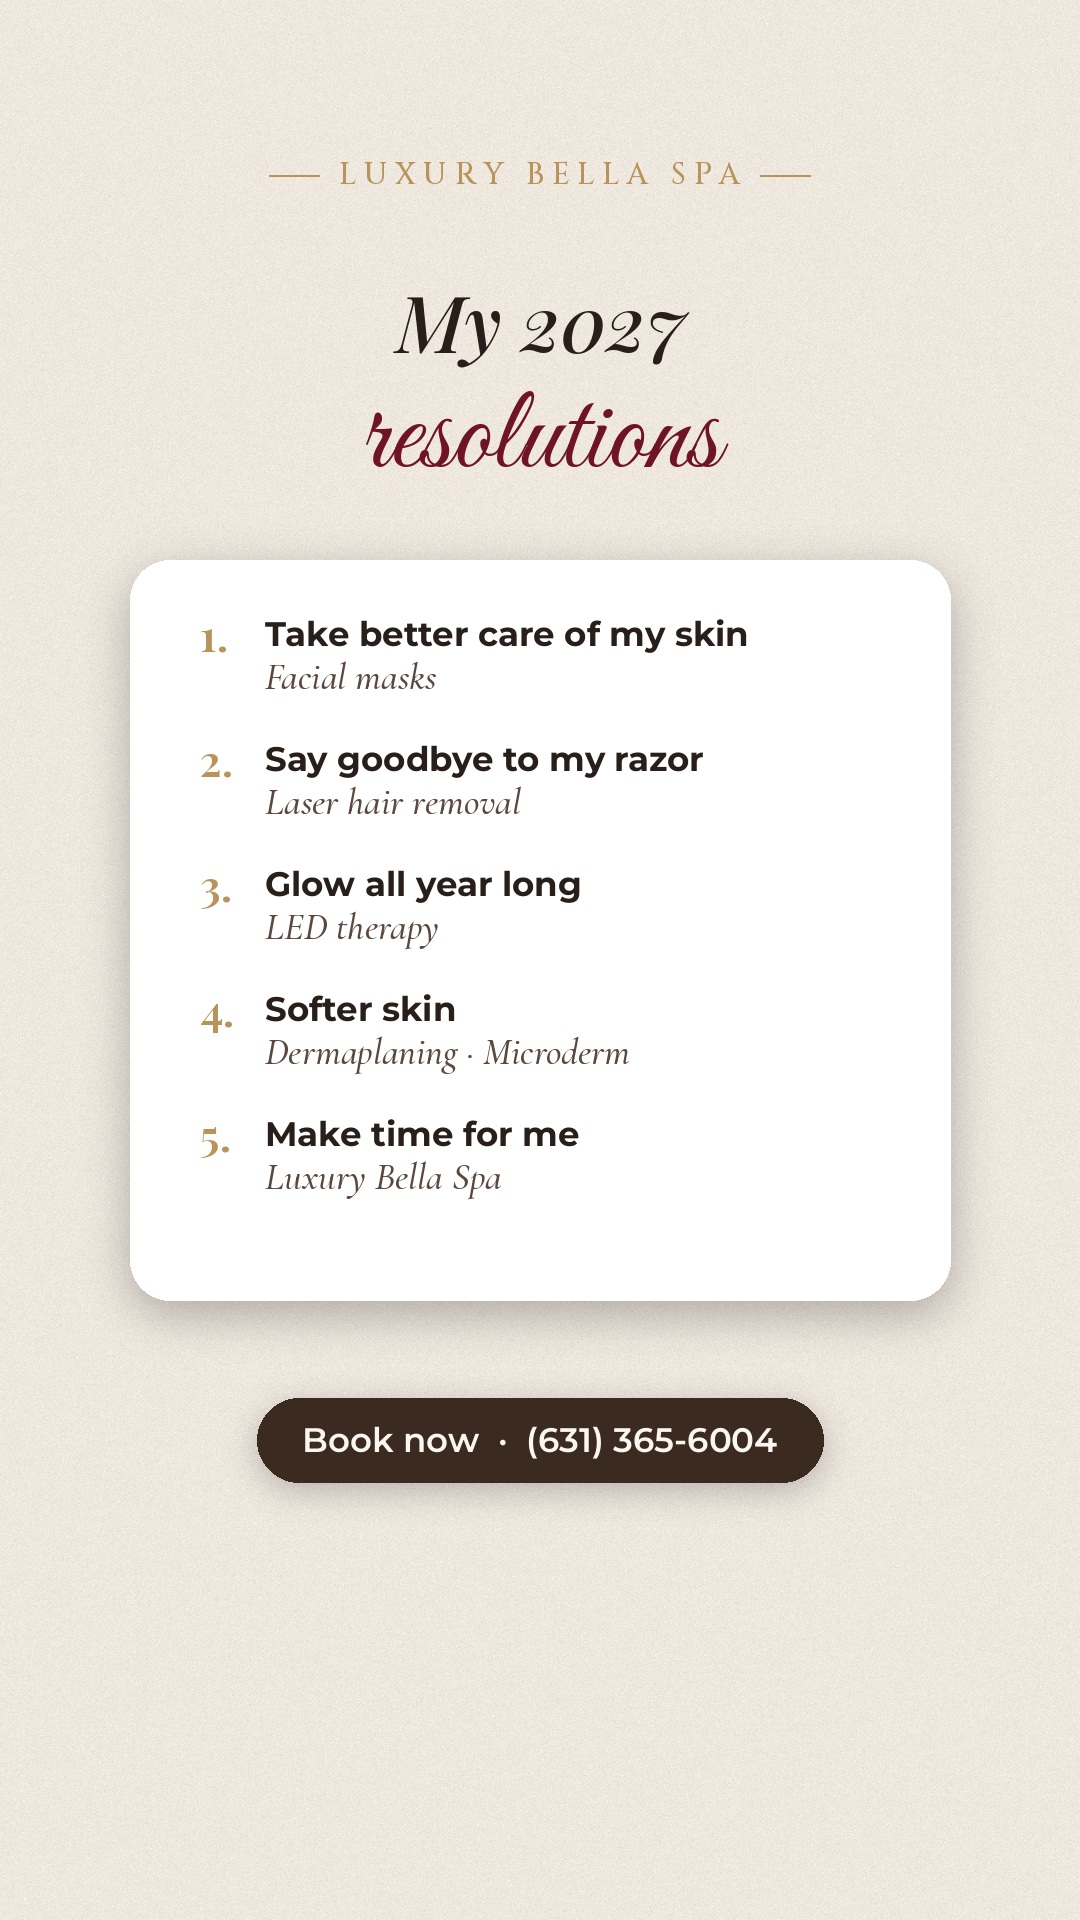 LUXURY BELLA SPA
My 2027
resolutions
1. Take better care of my skin
Facial masks
2. Say goodbye to my razor
Laser hair removal
3. Glow all year long
LED therapy
4. Softer skin
Dermaplaning · Microderm
5. Make time for me
Luxury Bella Spa
Book now · (631) 365-6004